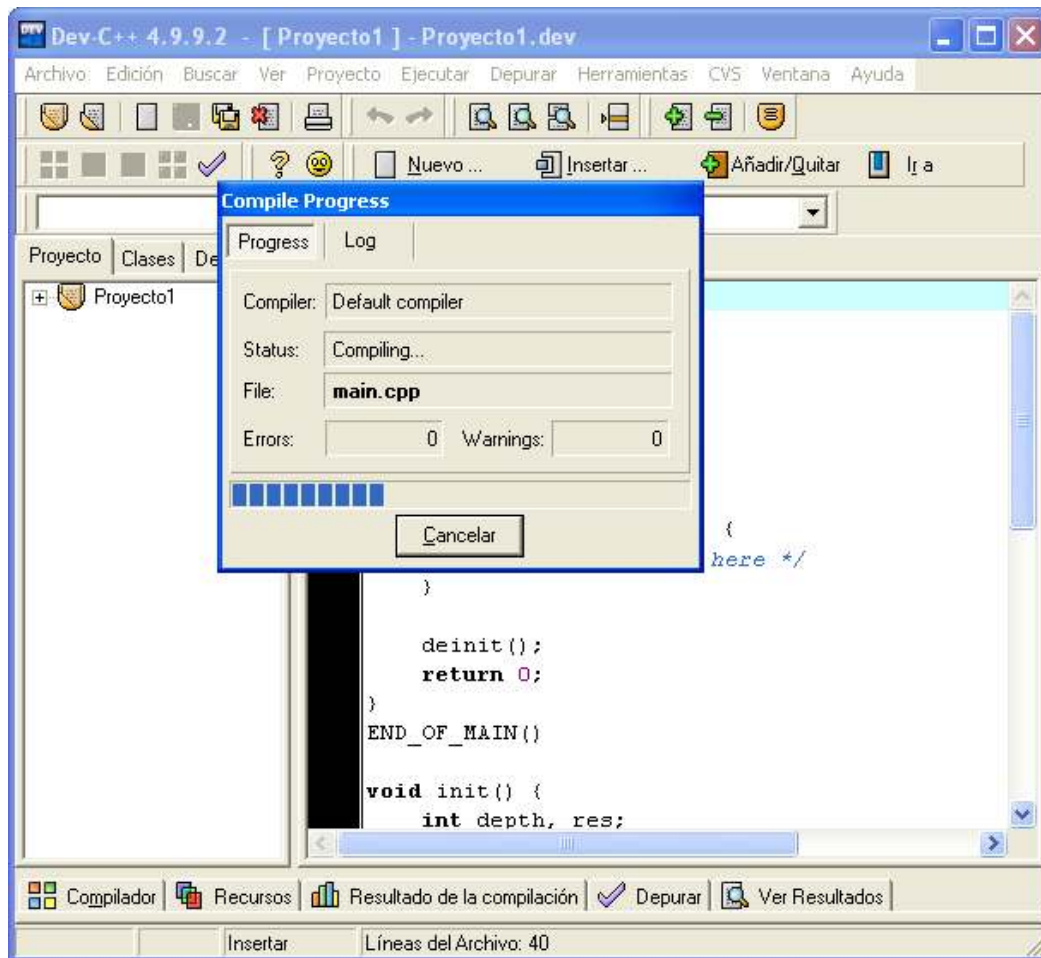 Dev-C++ 4.9.9.2 - [ Proyecto1 ] - Proyecto1.dev
Archivo Edición Buscar Ver Proyecto Ejecutar Depurar Herramientas CVS Ventana Ayuda
Nuevo ... Insertar ... Añadir/Quitar Ir a
Compile Progress
Proyecto Clases De
Progress Log
Proyecto1
Compiler: Default compiler
Status: Compiling...
File: main.cpp
Errors: 0 Warnings: 0
Cancelar
{
here */
}
deinit();
return 0;
}
END_OF_MAIN()
void init() {
int depth, res;
Compilador Recursos Resultado de la compilación Depurar Ver Resultados
Insertar Líneas del Archivo: 40